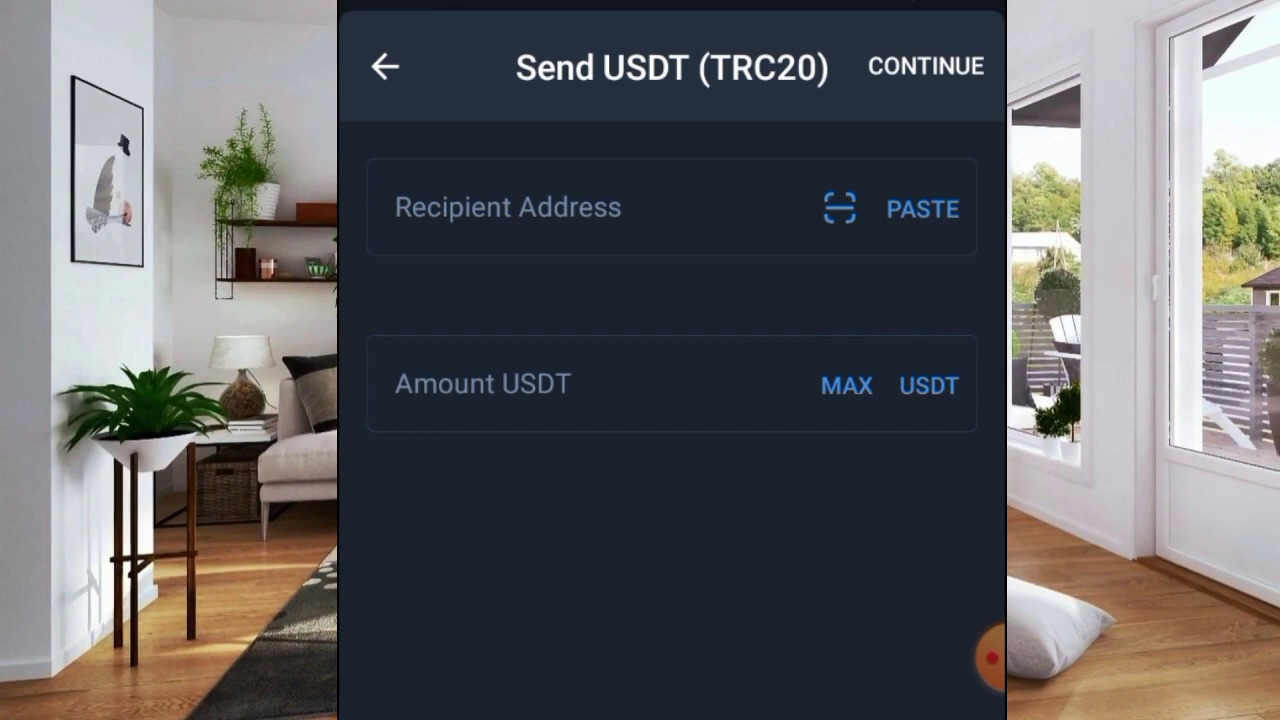 Send USDT (TRC20) CONTINUE
Recipient Address PASTE
Amount USDT MAX USDT